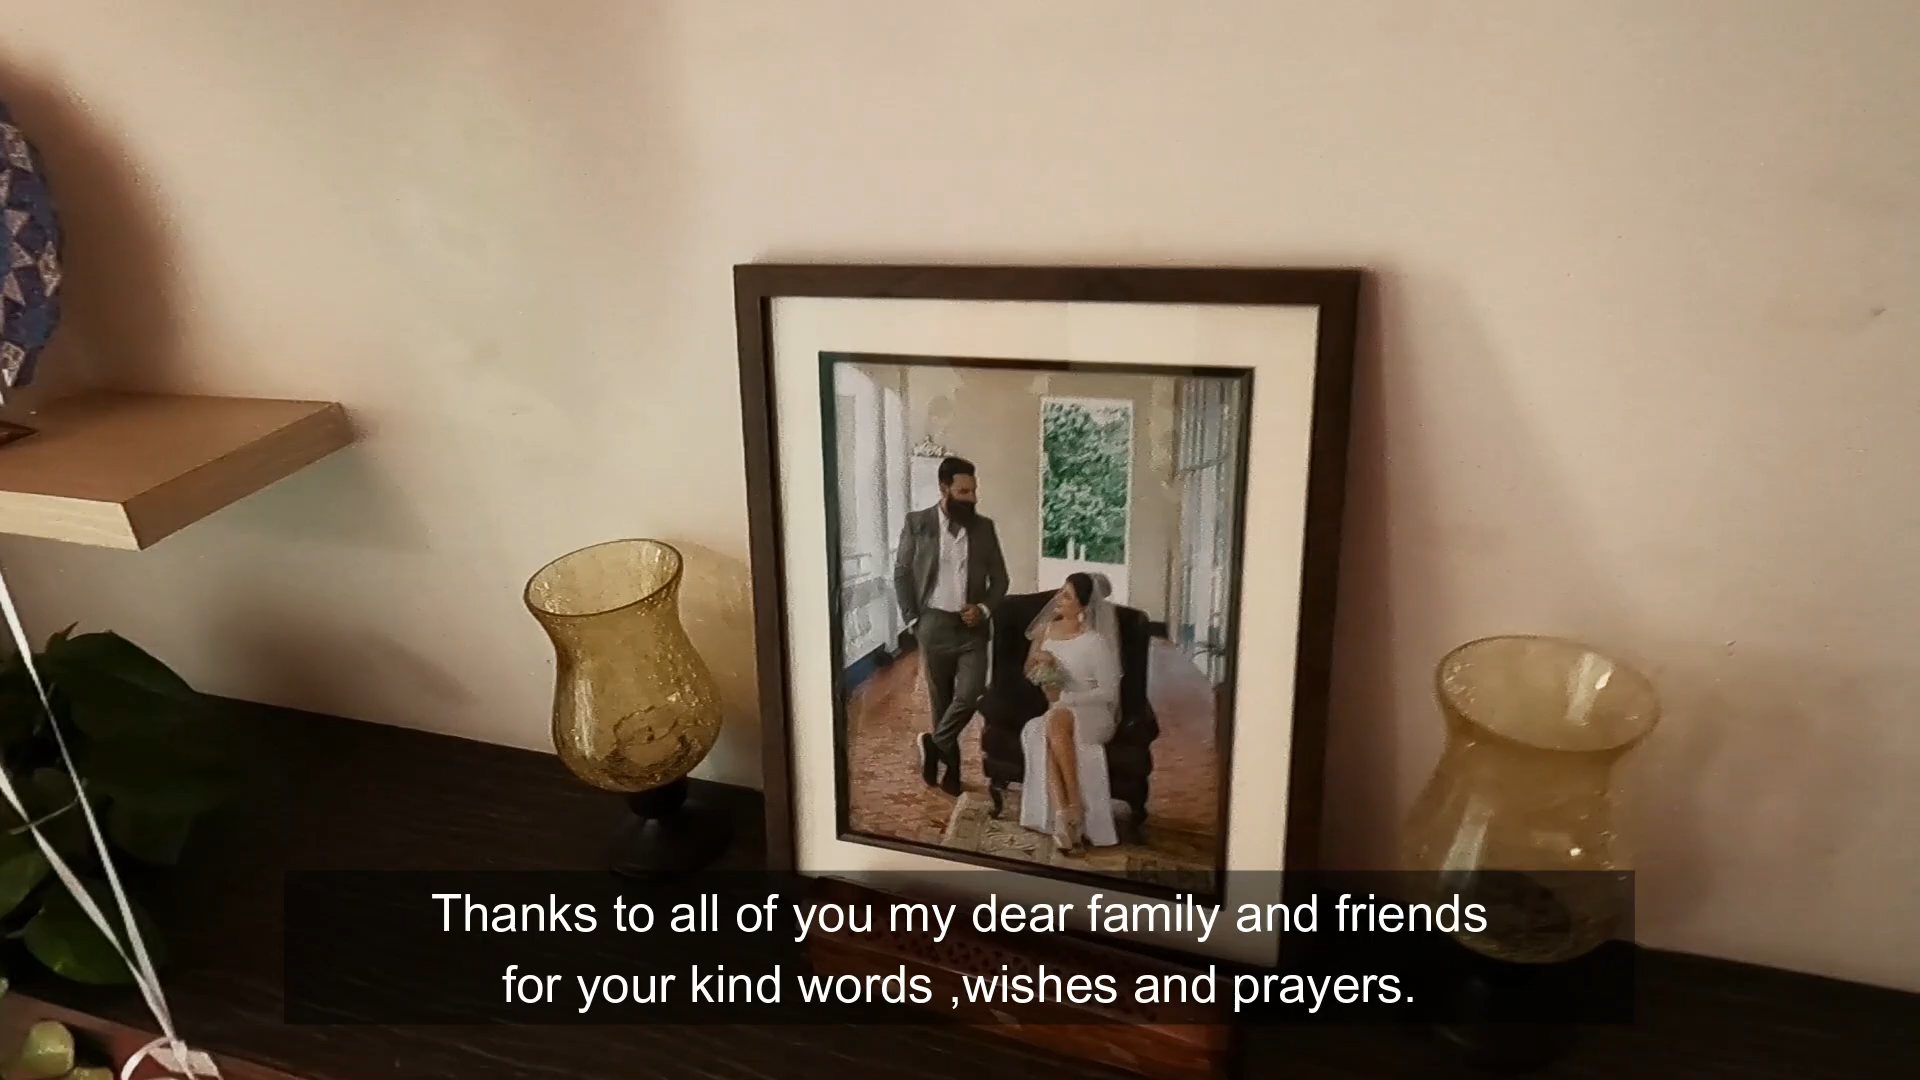 Thanks to all of you my dear family and friends
for your kind words ,wishes and prayers.